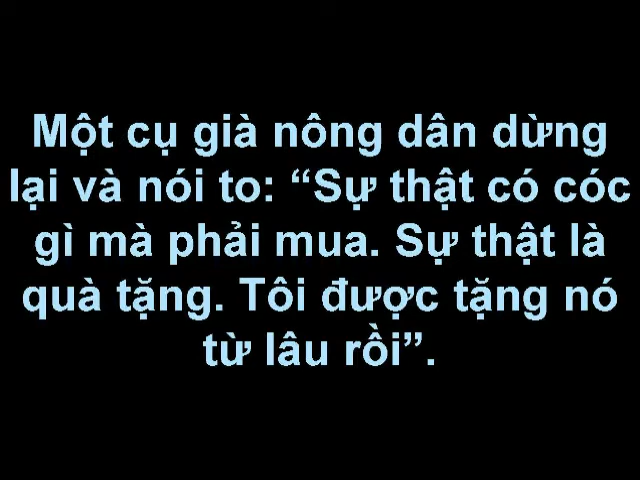 Một cụ già nông dân dừng
lại và nói to: “Sự thật có cóc
gì mà phải mua. Sự thật là
quà tặng. Tôi được tặng nó
từ lâu rồi”.